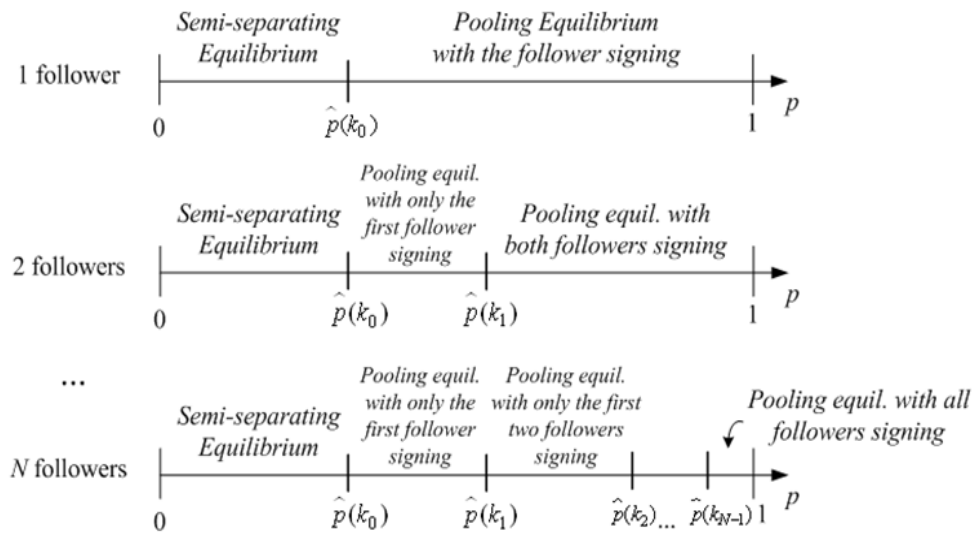 Semi-separating
Equilibrium
Pooling Equilibrium
with the follower signing
1 follower
0
p̂(k₀)
1
p
Semi-separating
Equilibrium
Pooling equil.
with only the
first follower
signing
Pooling equil. with
both followers signing
2 followers
0
p̂(k₀)
p̂(k₁)
1
p
...
Semi-separating
Equilibrium
Pooling equil.
with only the
first follower
signing
Pooling equil.
with only the first
two followers
signing
Pooling equil. with all
followers signing
N followers
0
p̂(k₀)
p̂(k₁)
p̂(k₂)...
p̂(k_{N-1})
1
p